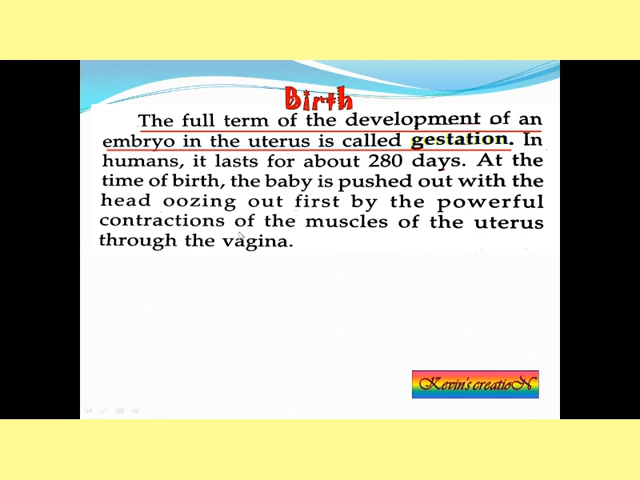 Birth
The full term of the development of an
embryo in the uterus is called gestation. In
humans, it lasts for about 280 days. At the
time of birth, the baby is pushed out with the
head oozing out first by the powerful
contractions of the muscles of the uterus
through the vagina.
Kevin's creatioN